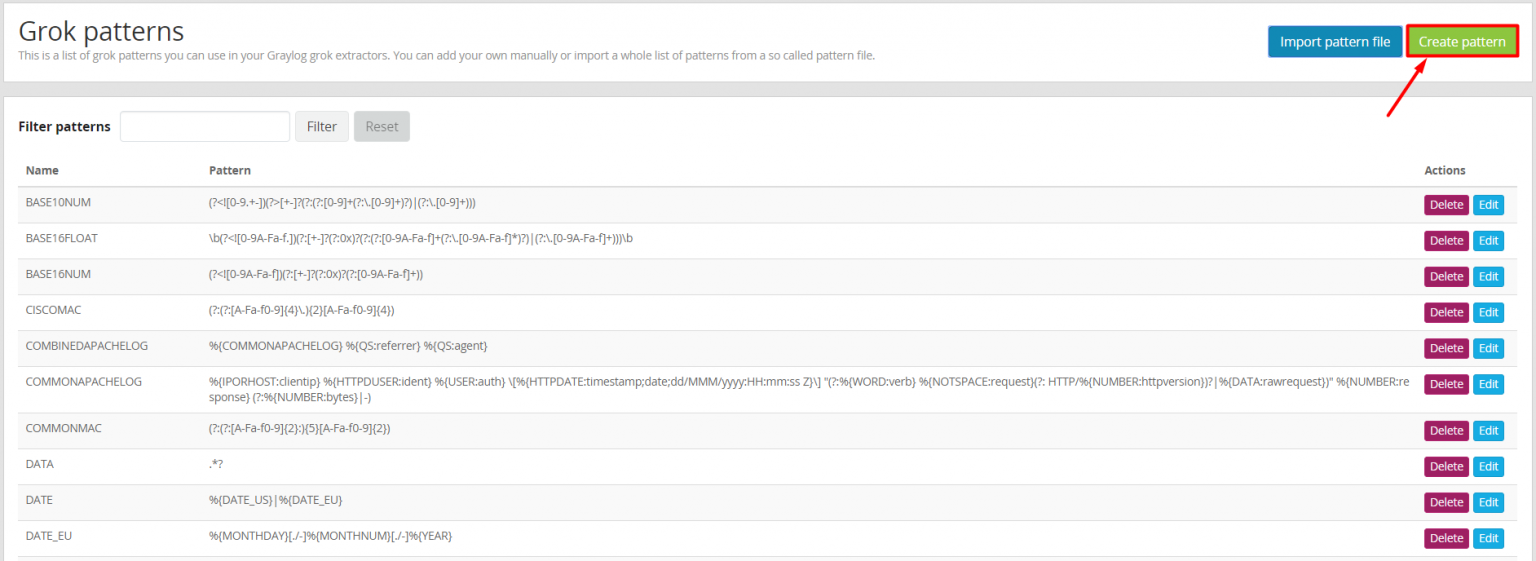 Grok patterns
This is a list of grok patterns you can use in your Graylog grok extractors. You can add your own manually or import a whole list of patterns from a so called pattern file.
Import pattern file Create pattern
Filter patterns Filter Reset
Name Pattern Actions
BASE10NUM (?<![0-9.+-])(?>[+-]?(?:(?:[0-9]+(?:\.[0-9]+)?)|(?:\.[0-9]+))) Delete Edit
BASE16FLOAT \b(?<![0-9A-Fa-f.])(?:[+-]?(?:0x)?(?:(?:[0-9A-Fa-f]+(?:\.[0-9A-Fa-f]*)?)|(?:\.[0-9A-Fa-f]+)))\b Delete Edit
BASE16NUM (?<![0-9A-Fa-f])(?:[+-]?(?:0x)?(?:[0-9A-Fa-f]+)) Delete Edit
CISCOMAC (?:(?:[A-Fa-f0-9]{4}\.){2}[A-Fa-f0-9]{4}) Delete Edit
COMBINEDAPACHELOG %{COMMONAPACHELOG} %{QS:referrer} %{QS:agent} Delete Edit
COMMONAPACHELOG %{IPORHOST:clientip} %{HTTPDUSER:ident} %{USER:auth} \[%{HTTPDATE:timestamp;date;dd/MMM/yyyy:HH:mm:ss Z}\] "(?:%{WORD:verb} %{NOTSPACE:request}(?: HTTP/%{NUMBER:httpversion})?|%{DATA:rawrequest})" %{NUMBER:re Delete Edit
sponse} (?:%{NUMBER:bytes}|-)
COMMONMAC (?:(?:[A-Fa-f0-9]{2}:){5}[A-Fa-f0-9]{2}) Delete Edit
DATA .*? Delete Edit
DATE %{DATE_US}|%{DATE_EU} Delete Edit
DATE_EU %{MONTHDAY}[./-]%{MONTHNUM}[./-]%{YEAR} Delete Edit